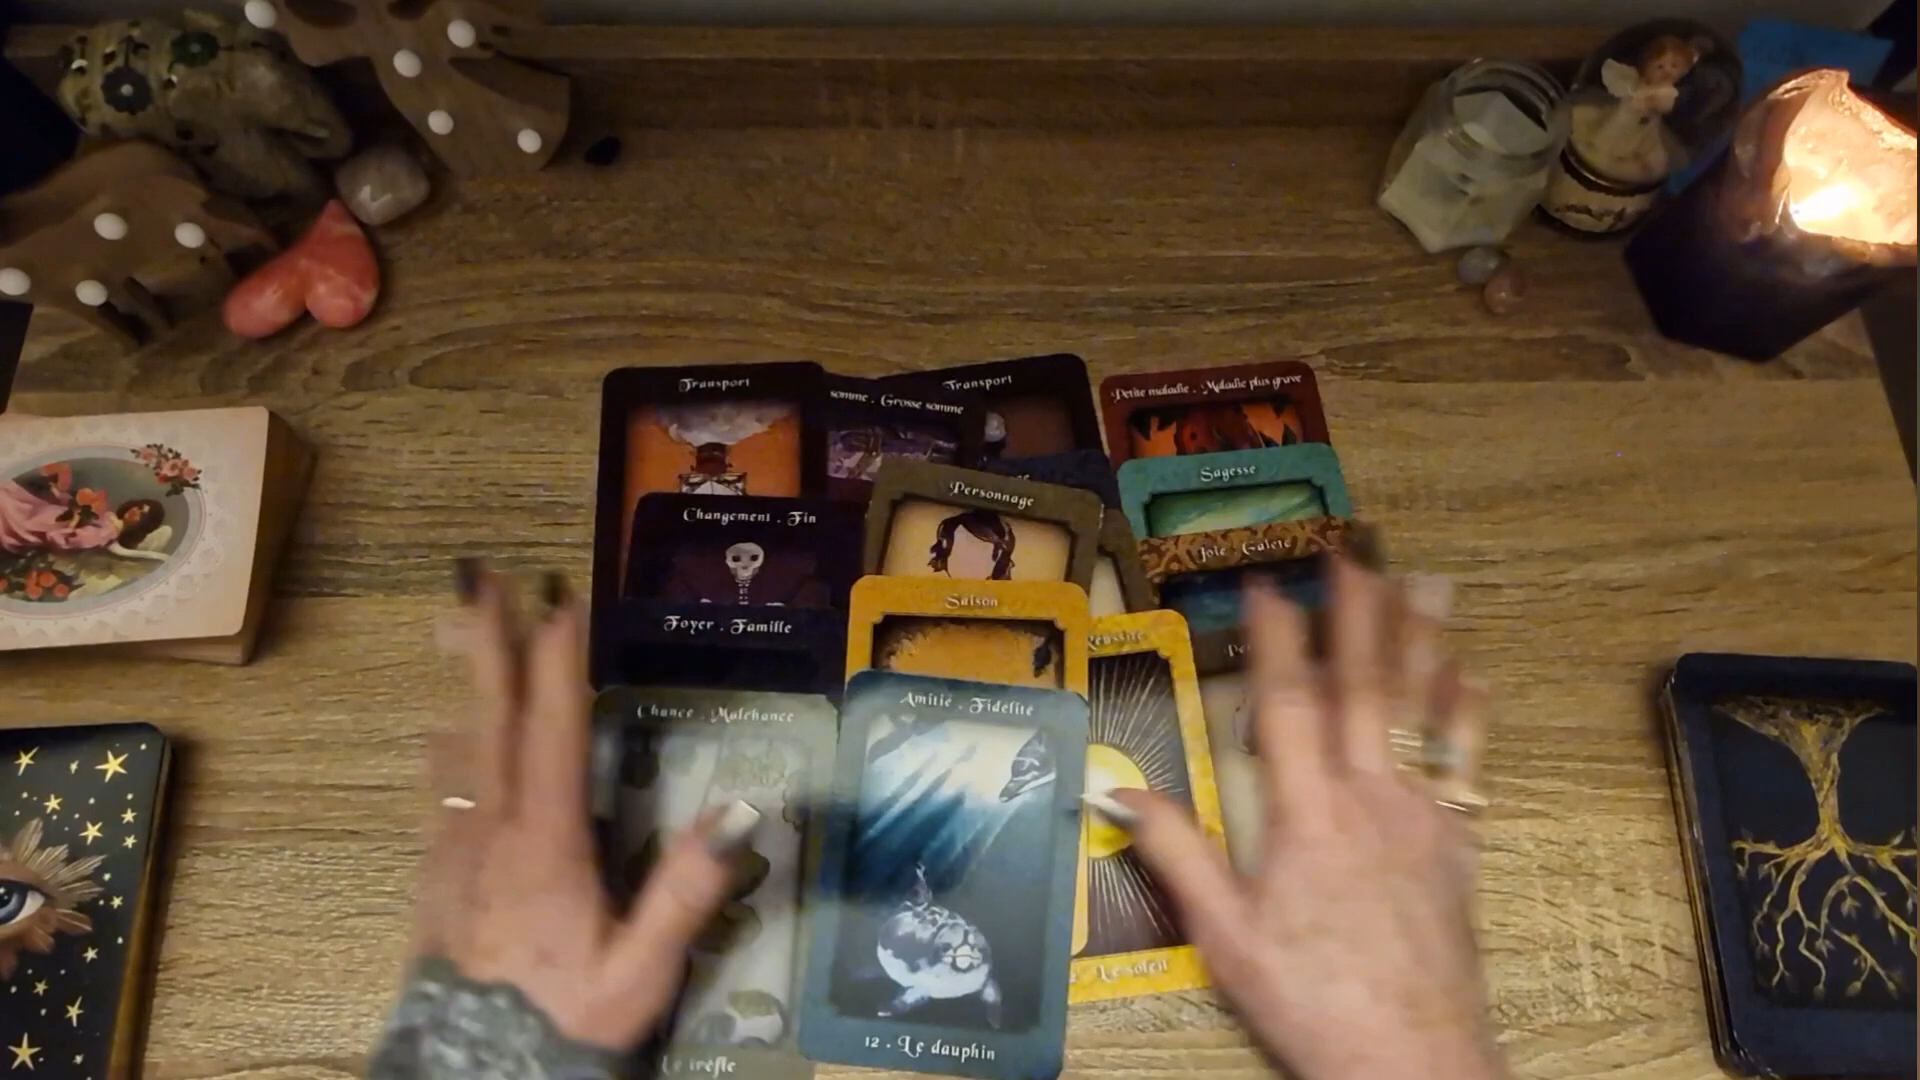 Transport
somme . Grosse somme
Transport
Petite maladie . Maladie plus grave
Sagesse
Personnage
Changement . Fin
Joie . Gaieté
Saison
Foyer . Famille
Réussite
Amitié . Fidélité
Chance . Malchance
Le soleil
12 . Le dauphin
Le trèfle